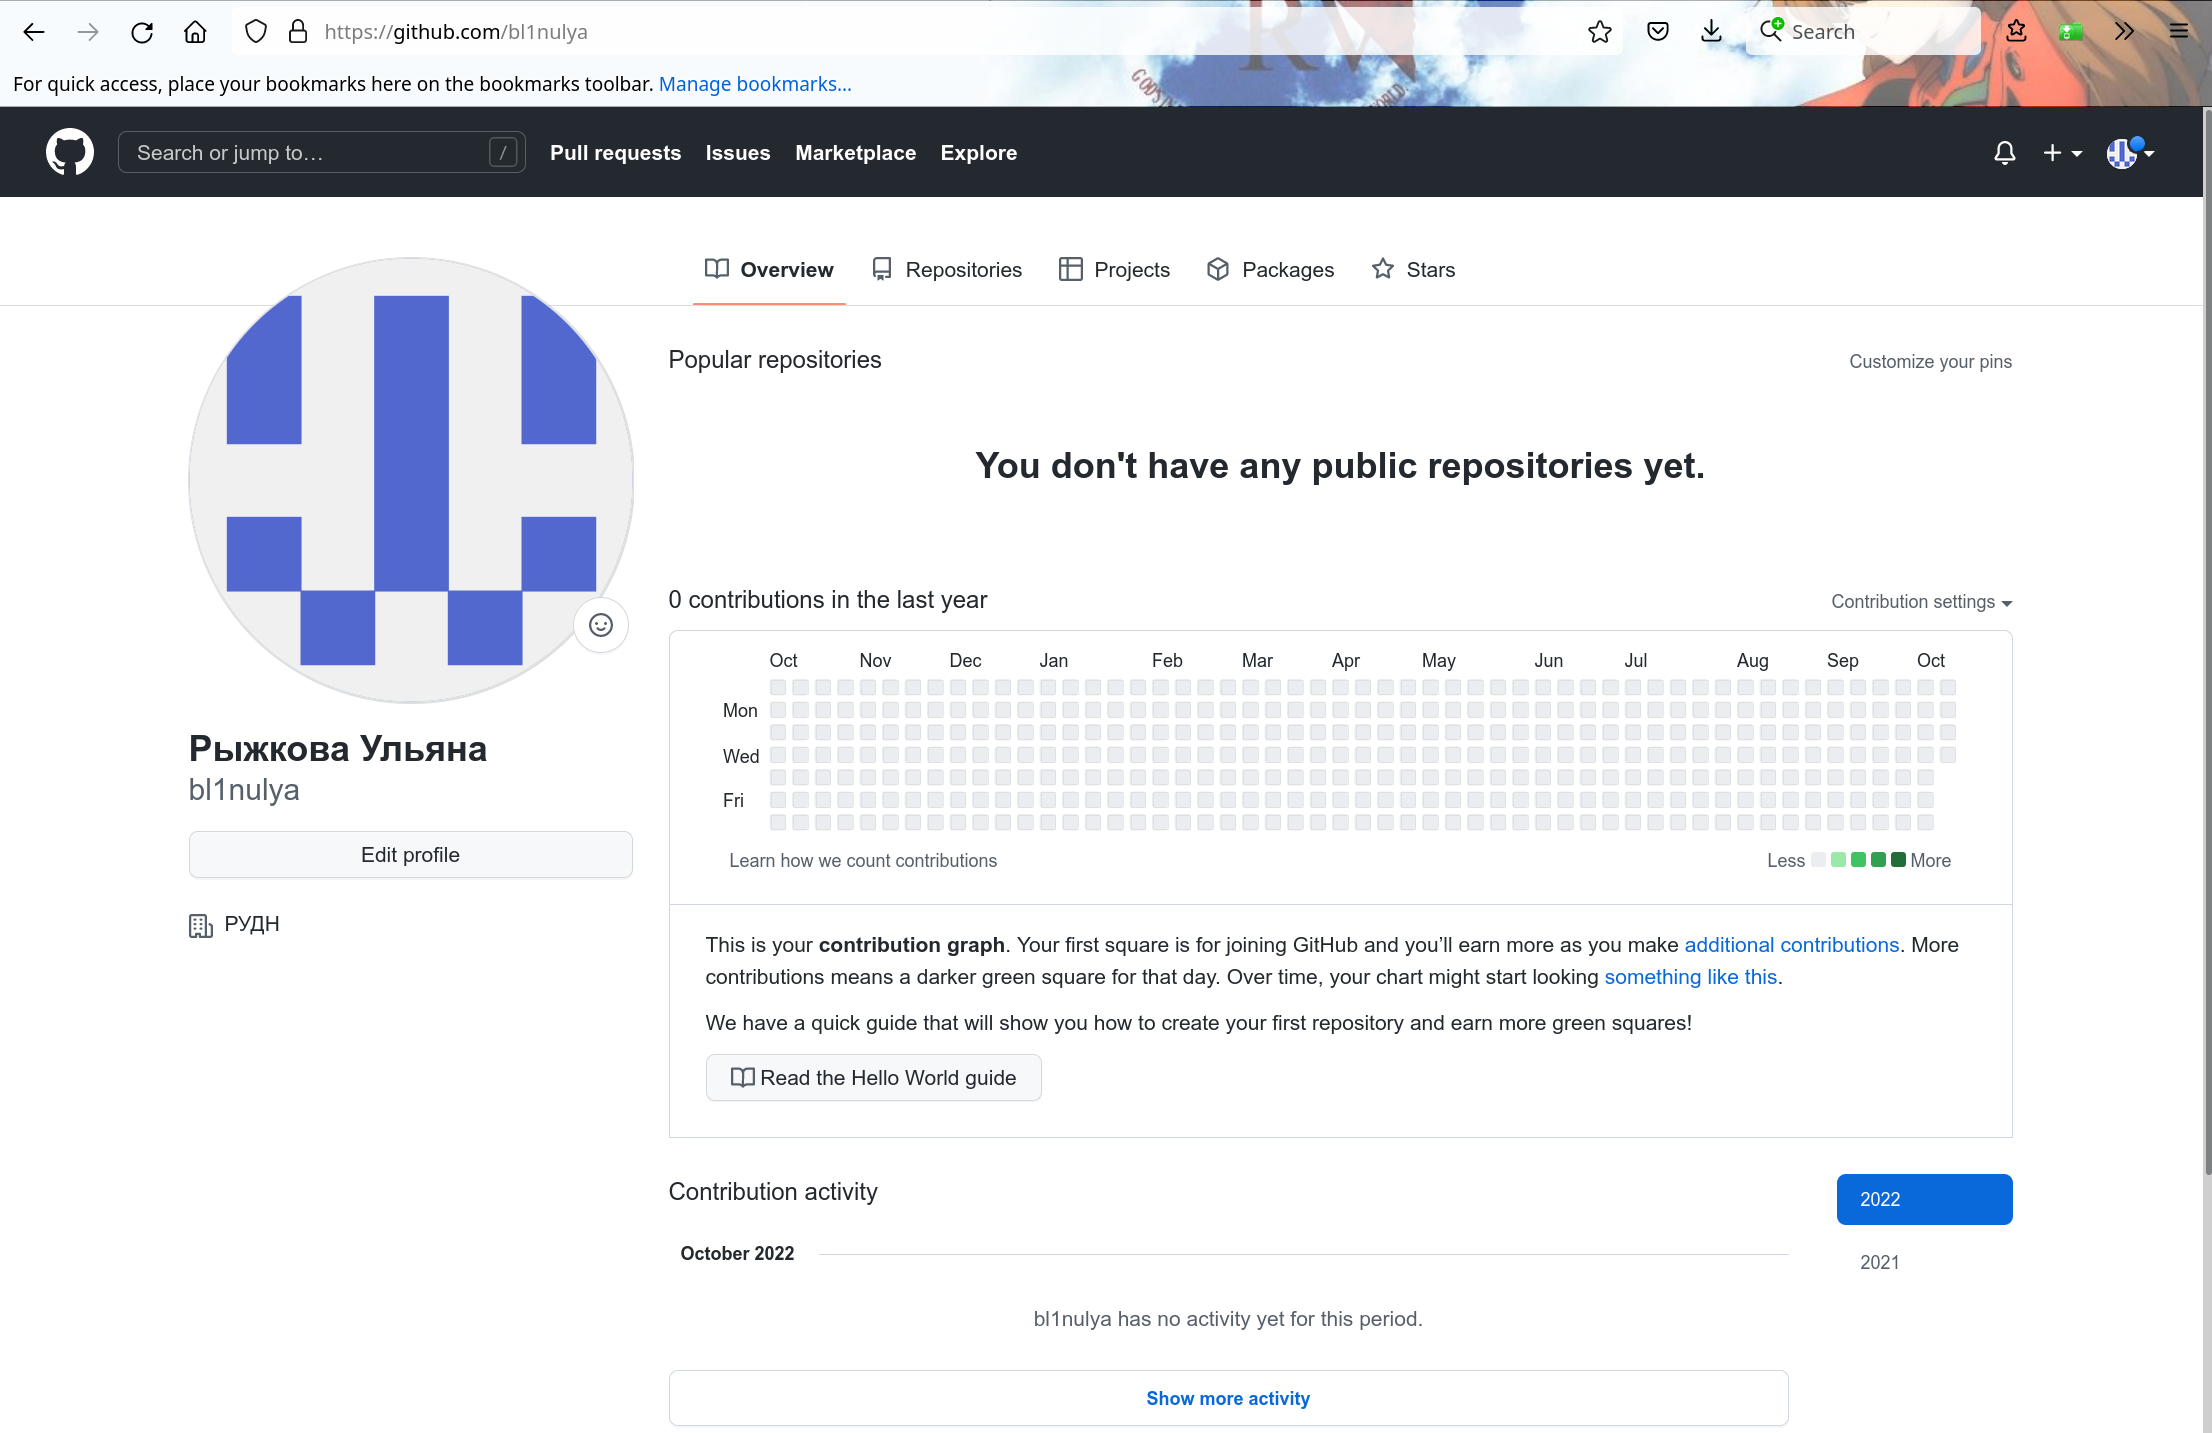 https://github.com/bl1nulya
Search
For quick access, place your bookmarks here on the bookmarks toolbar. Manage bookmarks...
Search or jump to… /
Pull requests Issues Marketplace Explore
Overview Repositories Projects Packages Stars
Popular repositories
Customize your pins
You don't have any public repositories yet.
Рыжкова Ульяна
bl1nulya
Edit profile
РУДН
0 contributions in the last year
Contribution settings
Oct Nov Dec Jan Feb Mar Apr May Jun Jul Aug Sep Oct
Mon
Wed
Fri
Learn how we count contributions
Less More
This is your contribution graph. Your first square is for joining GitHub and you’ll earn more as you make additional contributions. More
contributions means a darker green square for that day. Over time, your chart might start looking something like this.
We have a quick guide that will show you how to create your first repository and earn more green squares!
Read the Hello World guide
Contribution activity
2022
2021
October 2022
bl1nulya has no activity yet for this period.
Show more activity